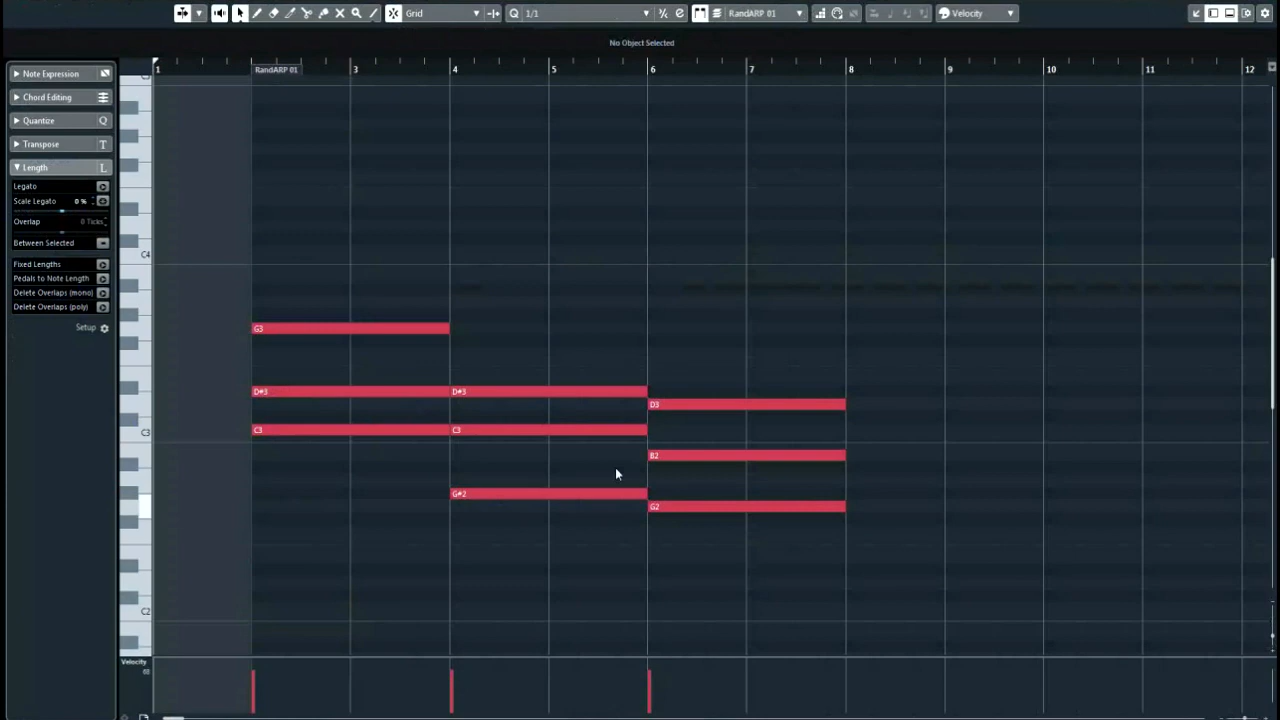 Grid
Q 1/1
RandARP 01
Velocity
No Object Selected
Note Expression
1
RandARP 01
3
4
5
6
7
8
9
10
11
12
Chord Editing
Quantize Q
Transpose T
Length L
Legato
Scale Legato 0 %
Overlap 0 Ticks
Between Selected
Fixed Lengths
Pedals to Note Length
Delete Overlaps (mono)
Delete Overlaps (poly)
Setup
C4
G3
D#3 D#3
D3
C3 C3 C3
B2
G#2
G2
C2
Velocity